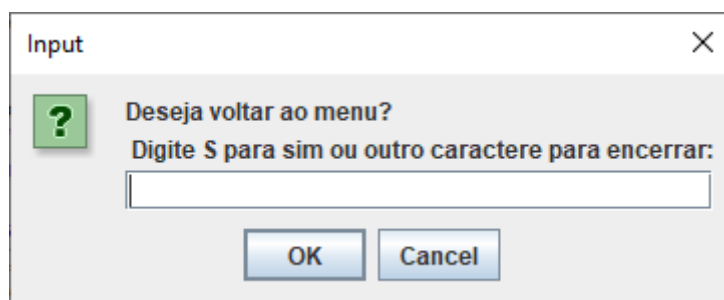 Input
Deseja voltar ao menu?
Digite S para sim ou outro caractere para encerrar:
OK
Cancel